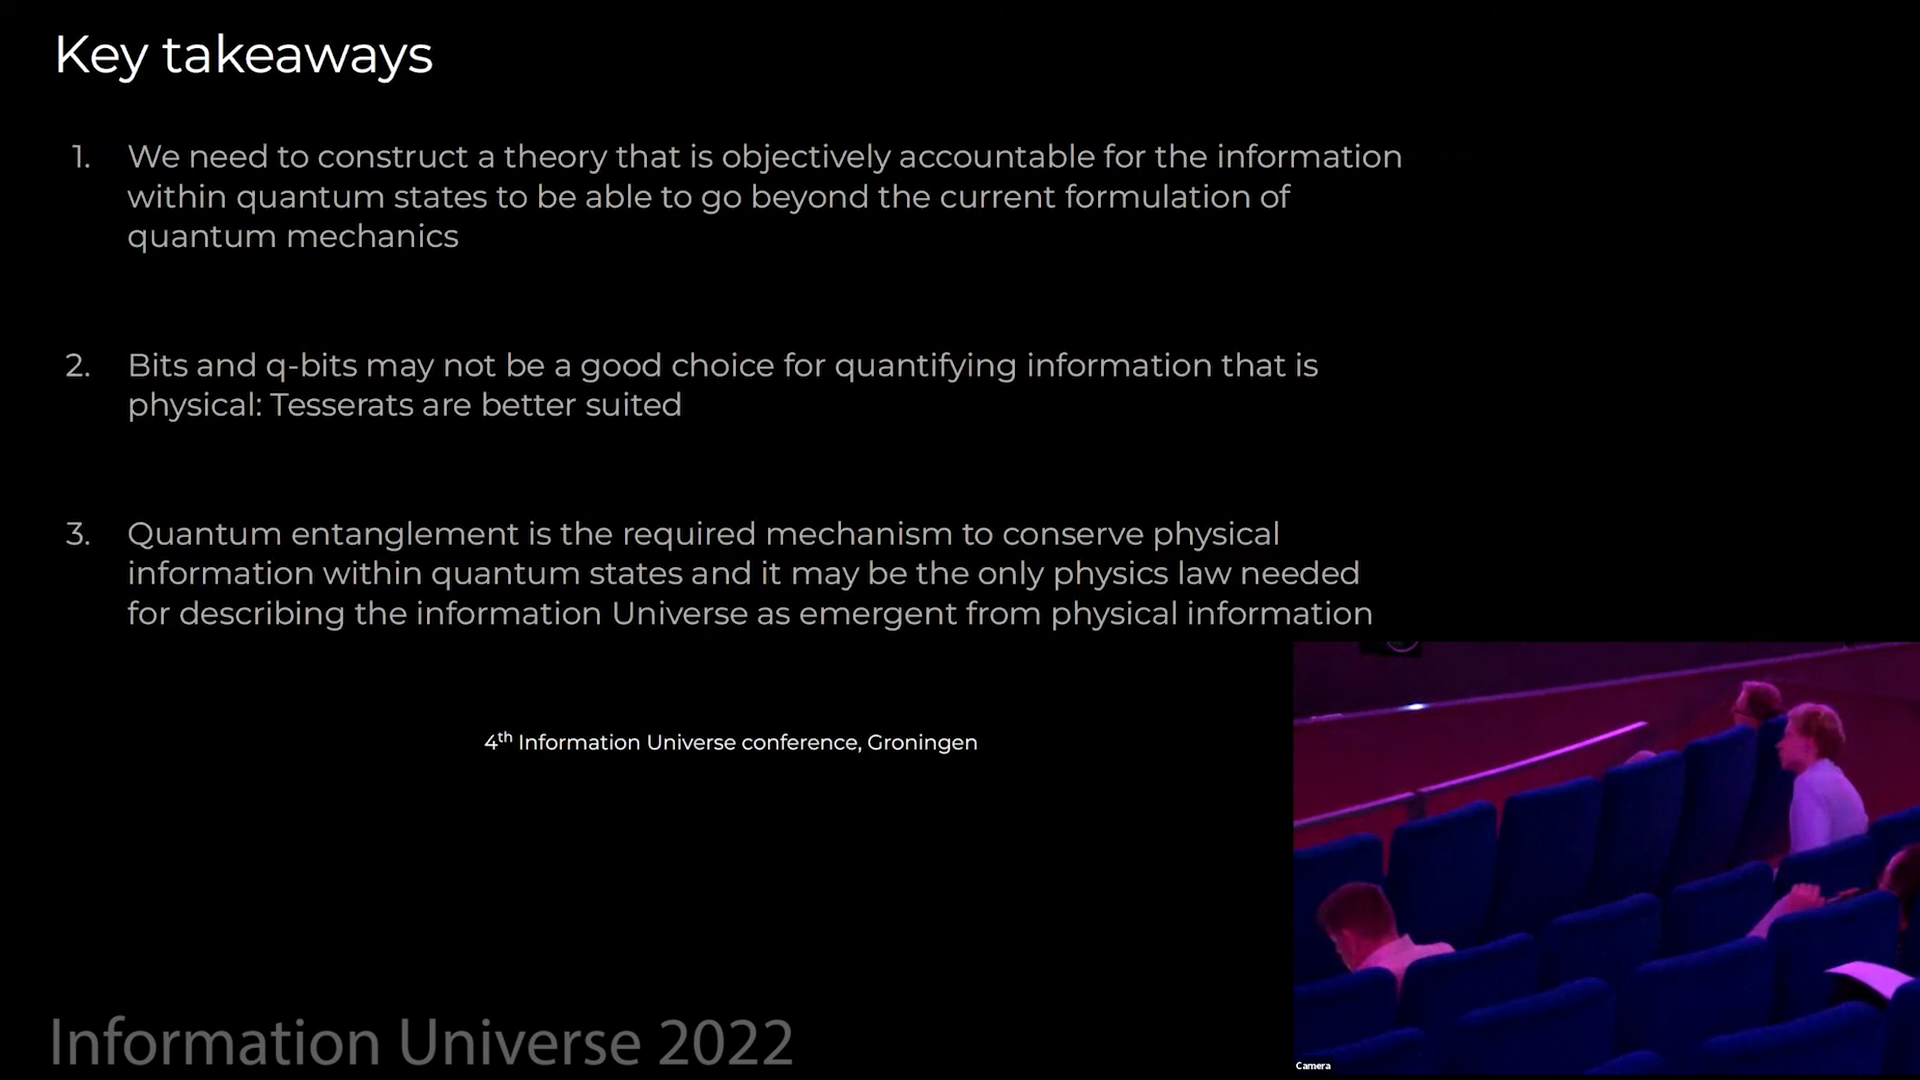 Key takeaways
1. We need to construct a theory that is objectively accountable for the information
within quantum states to be able to go beyond the current formulation of
quantum mechanics
2. Bits and q-bits may not be a good choice for quantifying information that is
physical: Tesserats are better suited
3. Quantum entanglement is the required mechanism to conserve physical
information within quantum states and it may be the only physics law needed
for describing the information Universe as emergent from physical information
4th Information Universe conference, Groningen
Information Universe 2022
Camera